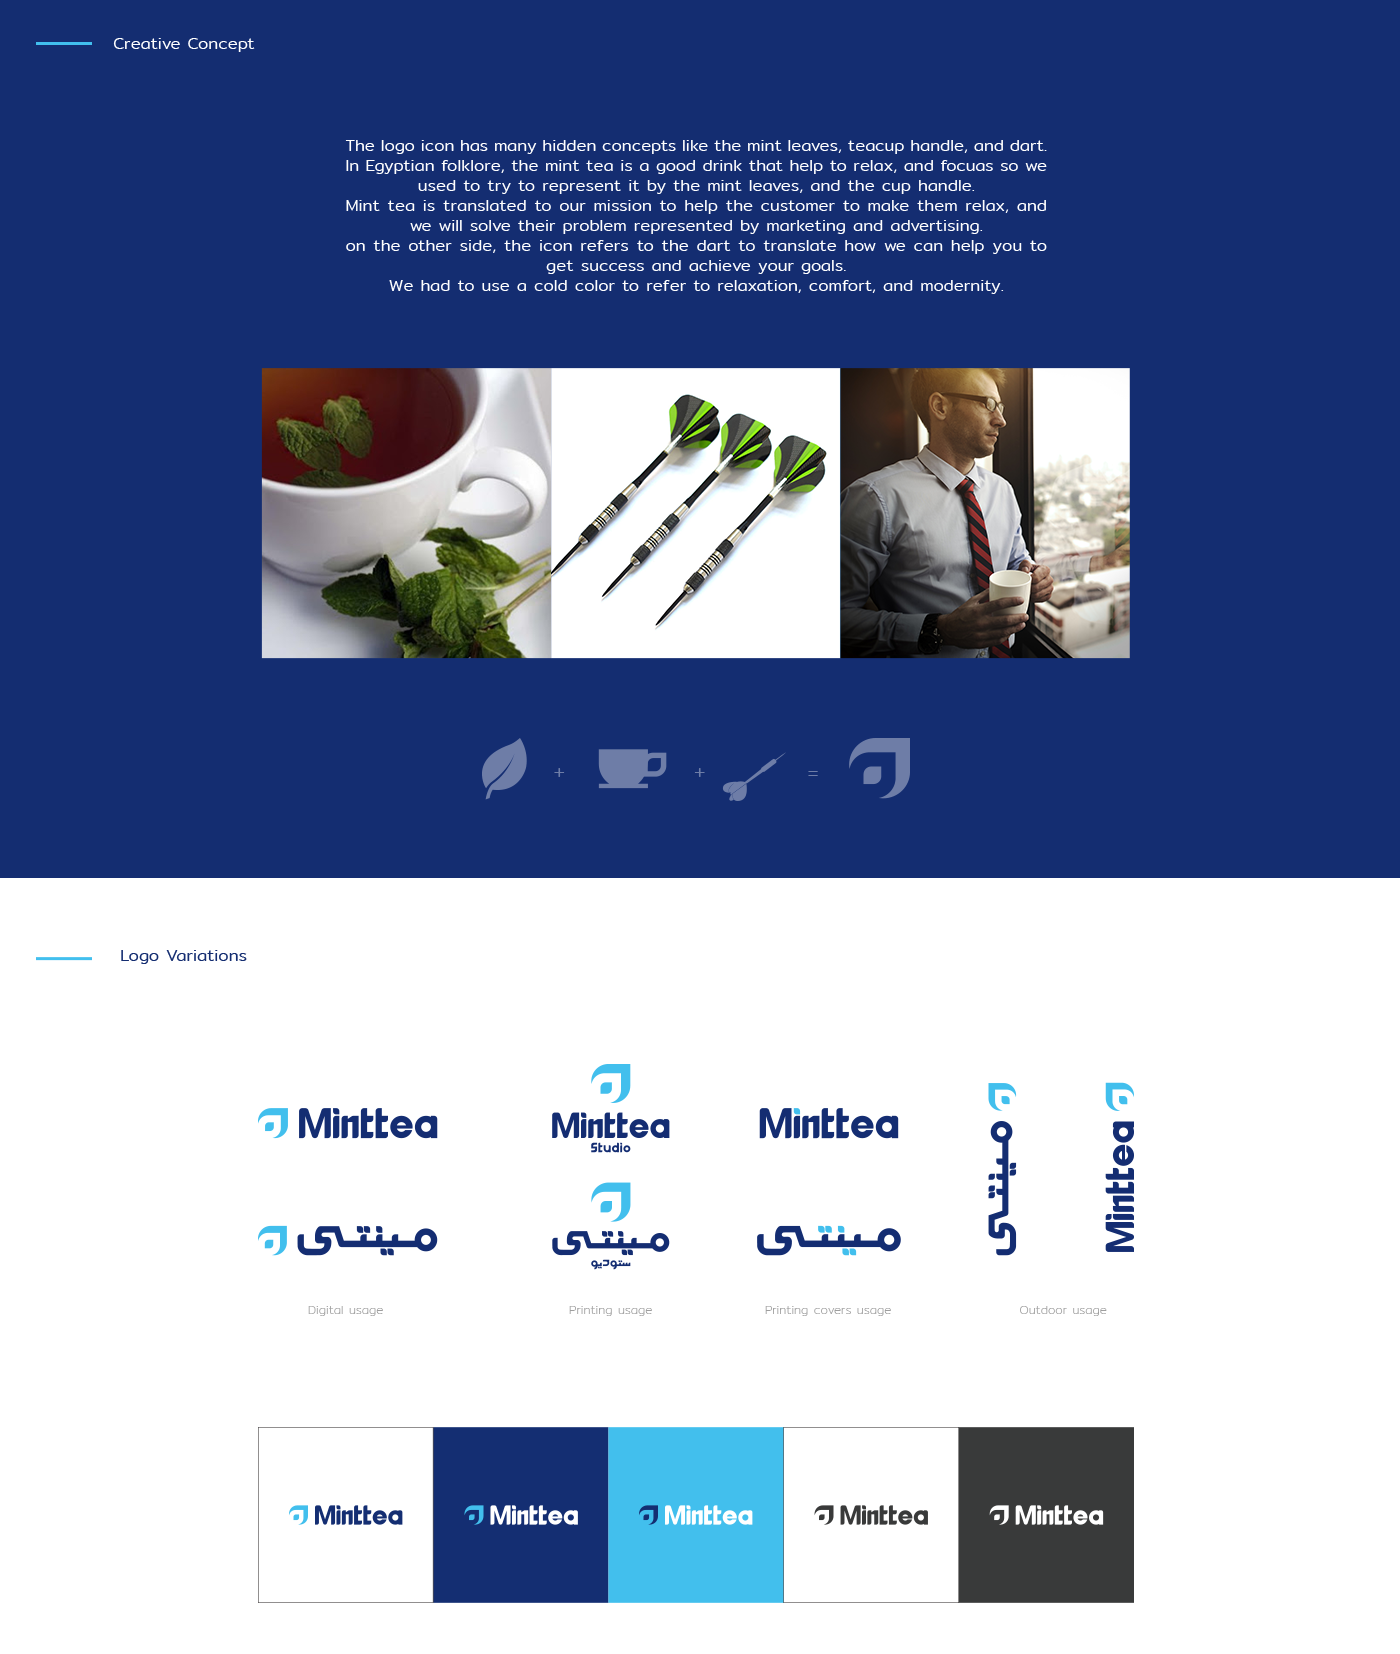 Creative Concept
The logo icon has many hidden concepts like the mint leaves, teacup handle, and dart.
In Egyptian folklore, the mint tea is a good drink that help to relax, and focuas so we
used to try to represent it by the mint leaves, and the cup handle.
Mint tea is translated to our mission to help the customer to make them relax, and
we will solve their problem represented by marketing and advertising.
on the other side, the icon refers to the dart to translate how we can help you to
get success and achieve your goals.
We had to use a cold color to refer to relaxation, comfort, and modernity.
+ + =
Logo Variations
Minttea
Minttea
Studio
Minttea
مينتى
Minttea
مينتى
مينتى
ستوديو
مينتى
Digital usage
Printing usage
Printing covers usage
Outdoor usage
Minttea
Minttea
Minttea
Minttea
Minttea